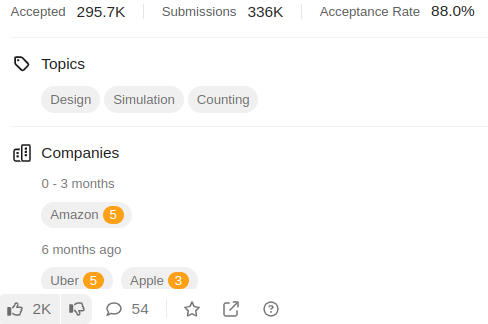 Accepted 295.7K Submissions 336K Acceptance Rate 88.0%
Topics
Design Simulation Counting
Companies
0 - 3 months
Amazon 5
6 months ago
Uber 5 Apple 3
2K 54